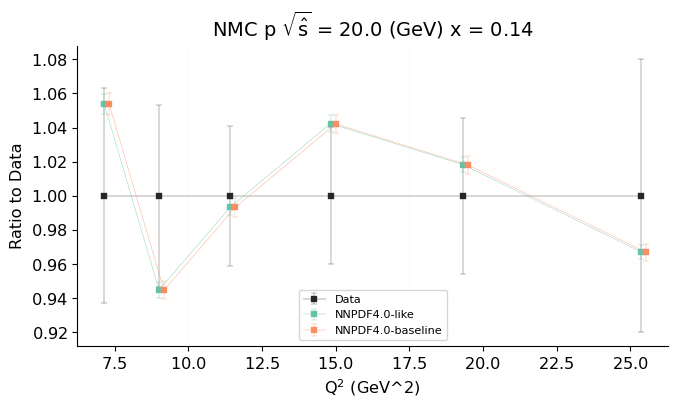 NMC p √ŝ = 20.0 (GeV) x = 0.14
Ratio to Data
1.08
1.06
1.04
1.02
1.00
0.98
0.96
0.94
0.92
Data
NNPDF4.0-like
NNPDF4.0-baseline
7.5 10.0 12.5 15.0 17.5 20.0 22.5 25.0
Q² (GeV^2)